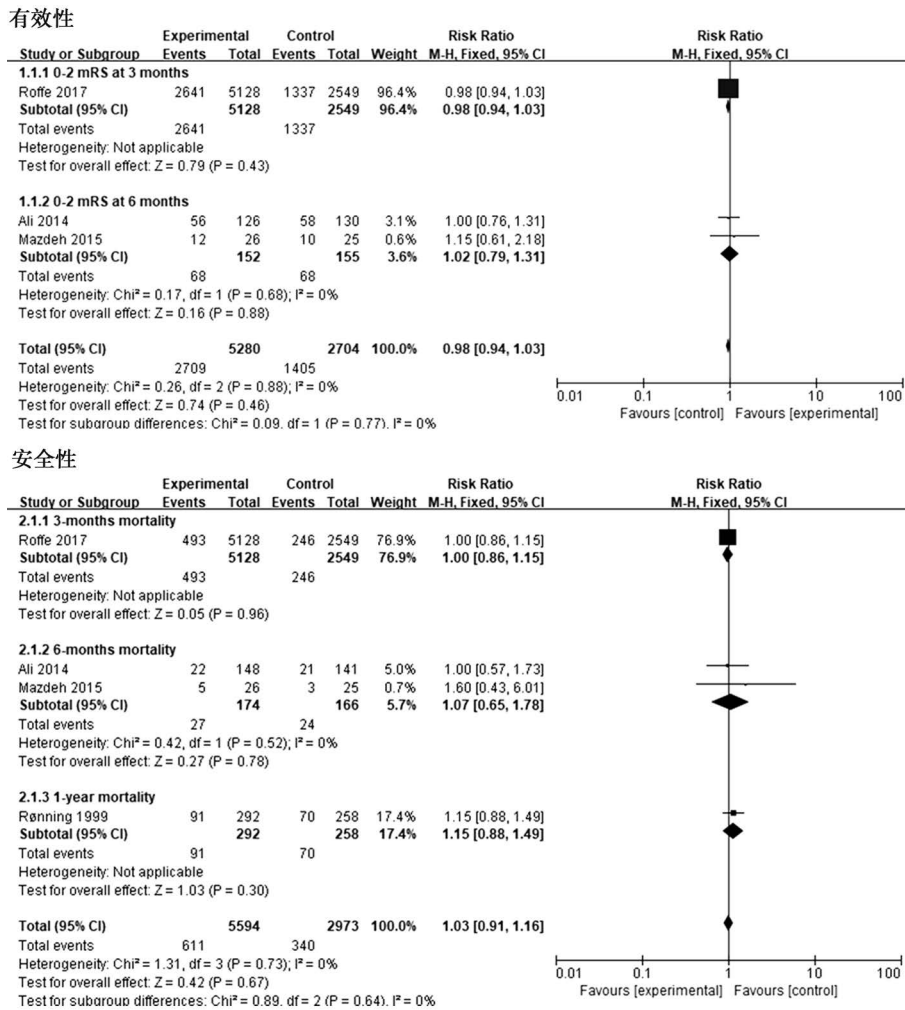 有效性
Experimental Control Risk Ratio Risk Ratio
Study or Subgroup Events Total Events Total Weight M-H, Fixed, 95% CI M-H, Fixed, 95% CI
1.1.1 0-2 mRS at 3 months
Roffe 2017 2641 5128 1337 2549 96.4% 0.98 [0.94, 1.03]
Subtotal (95% CI) 5128 2549 96.4% 0.98 [0.94, 1.03]
Total events 2641 1337
Heterogeneity: Not applicable
Test for overall effect: Z = 0.79 (P = 0.43)
1.1.2 0-2 mRS at 6 months
Ali 2014 56 126 58 130 3.1% 1.00 [0.76, 1.31]
Mazdeh 2015 12 26 10 25 0.6% 1.15 [0.61, 2.18]
Subtotal (95% CI) 152 155 3.6% 1.02 [0.79, 1.31]
Total events 68 68
Heterogeneity: Chi² = 0.17, df = 1 (P = 0.68); I² = 0%
Test for overall effect: Z = 0.16 (P = 0.88)
Total (95% CI) 5280 2704 100.0% 0.98 [0.94, 1.03]
Total events 2709 1405
Heterogeneity: Chi² = 0.26, df = 2 (P = 0.88); I² = 0%
Test for overall effect: Z = 0.74 (P = 0.46)
Test for subgroup differences: Chi² = 0.09. df = 1 (P = 0.77). I² = 0%
0.01 0.1 1 10 100
Favours [control] Favours [experimental]
安全性
Experimental Control Risk Ratio Risk Ratio
Study or Subgroup Events Total Events Total Weight M-H, Fixed, 95% CI M-H, Fixed, 95% CI
2.1.1 3-months mortality
Roffe 2017 493 5128 246 2549 76.9% 1.00 [0.86, 1.15]
Subtotal (95% CI) 5128 2549 76.9% 1.00 [0.86, 1.15]
Total events 493 246
Heterogeneity: Not applicable
Test for overall effect: Z = 0.05 (P = 0.96)
2.1.2 6-months mortality
Ali 2014 22 148 21 141 5.0% 1.00 [0.57, 1.73]
Mazdeh 2015 5 26 3 25 0.7% 1.60 [0.43, 6.01]
Subtotal (95% CI) 174 166 5.7% 1.07 [0.65, 1.78]
Total events 27 24
Heterogeneity: Chi² = 0.42, df = 1 (P = 0.52); I² = 0%
Test for overall effect: Z = 0.27 (P = 0.78)
2.1.3 1-year mortality
Rønning 1999 91 292 70 258 17.4% 1.15 [0.88, 1.49]
Subtotal (95% CI) 292 258 17.4% 1.15 [0.88, 1.49]
Total events 91 70
Heterogeneity: Not applicable
Test for overall effect: Z = 1.03 (P = 0.30)
Total (95% CI) 5594 2973 100.0% 1.03 [0.91, 1.16]
Total events 611 340
Heterogeneity: Chi² = 1.31, df = 3 (P = 0.73); I² = 0%
Test for overall effect: Z = 0.42 (P = 0.67)
Test for subgroup differences: Chi² = 0.89. df = 2 (P = 0.64). I² = 0%
0.01 0.1 1 10 100
Favours [experimental] Favours [control]